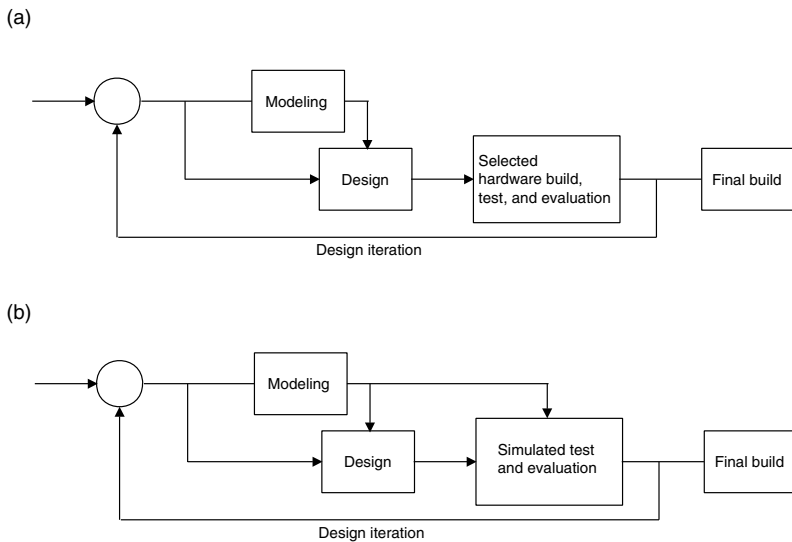 (a)
Modeling
Design
Selected
hardware build,
test, and evaluation
Final build
Design iteration
(b)
Modeling
Design
Simulated test
and evaluation
Final build
Design iteration